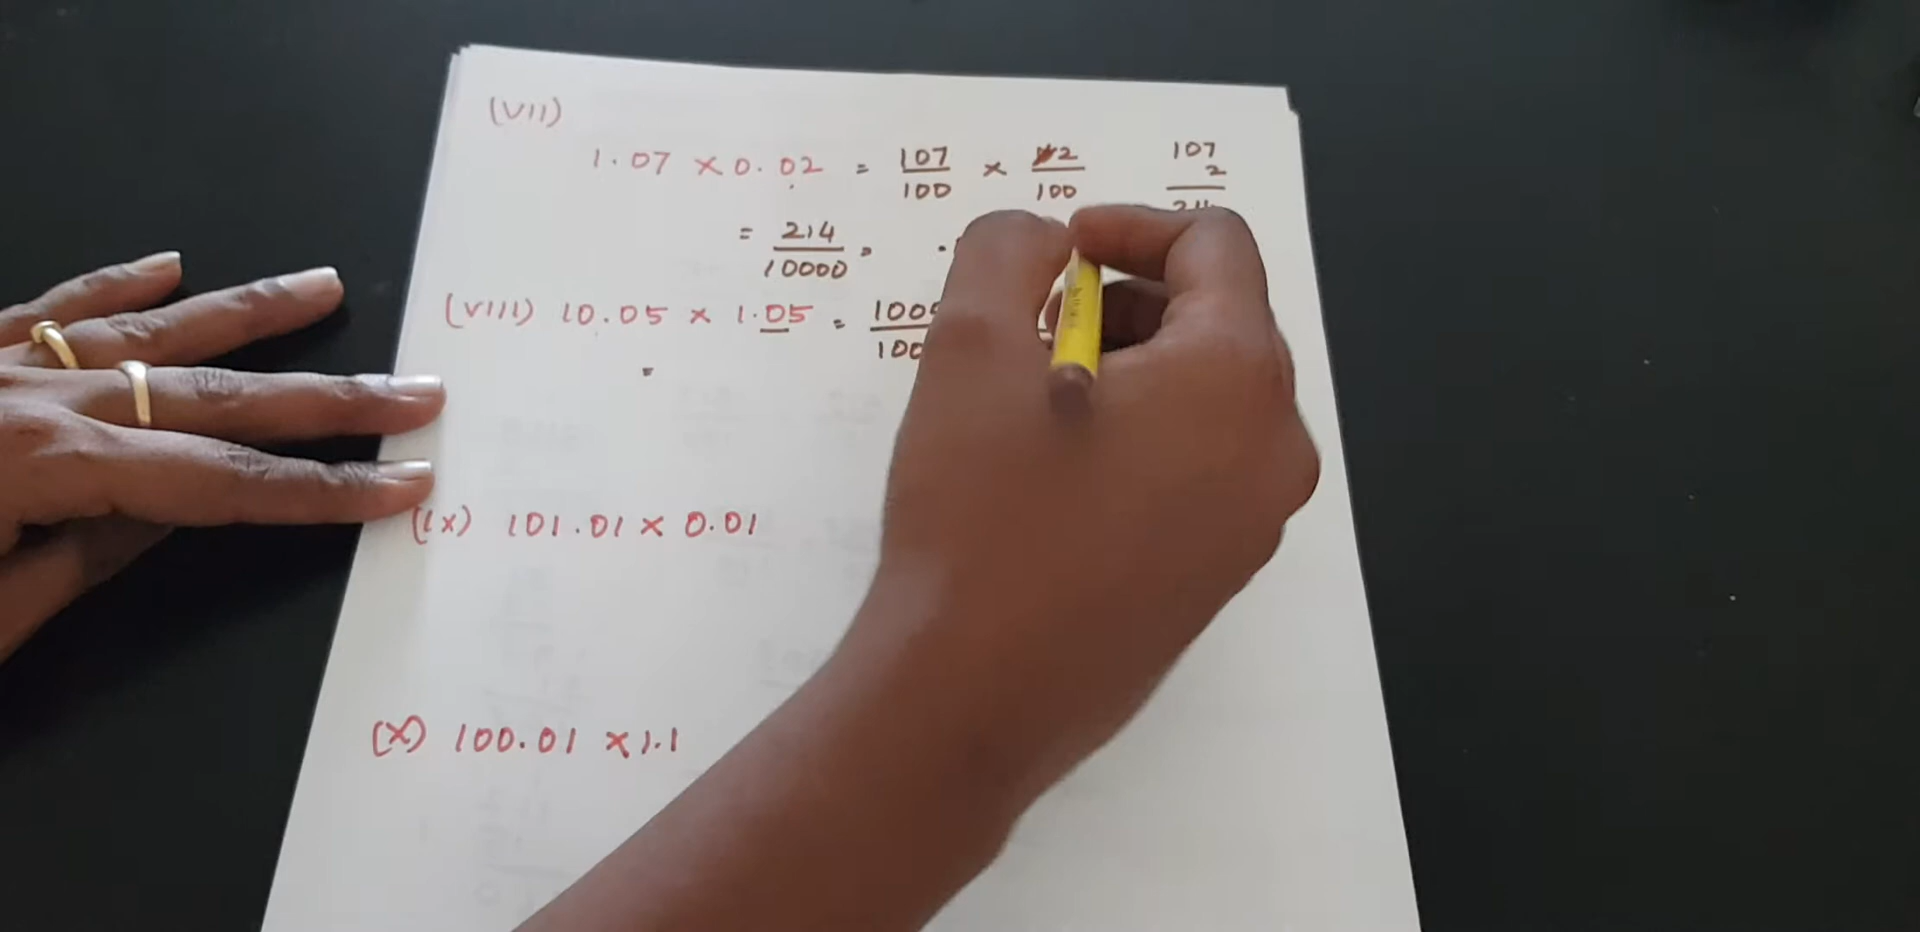 (VII)
1.07 × 0.02 = 107/100 × 2/100
107
2
= 214/10000 =
(VIII) 10.05 × 1.05 =
=
(ix) 101.01 × 0.01
(X) 100.01 × 1.1